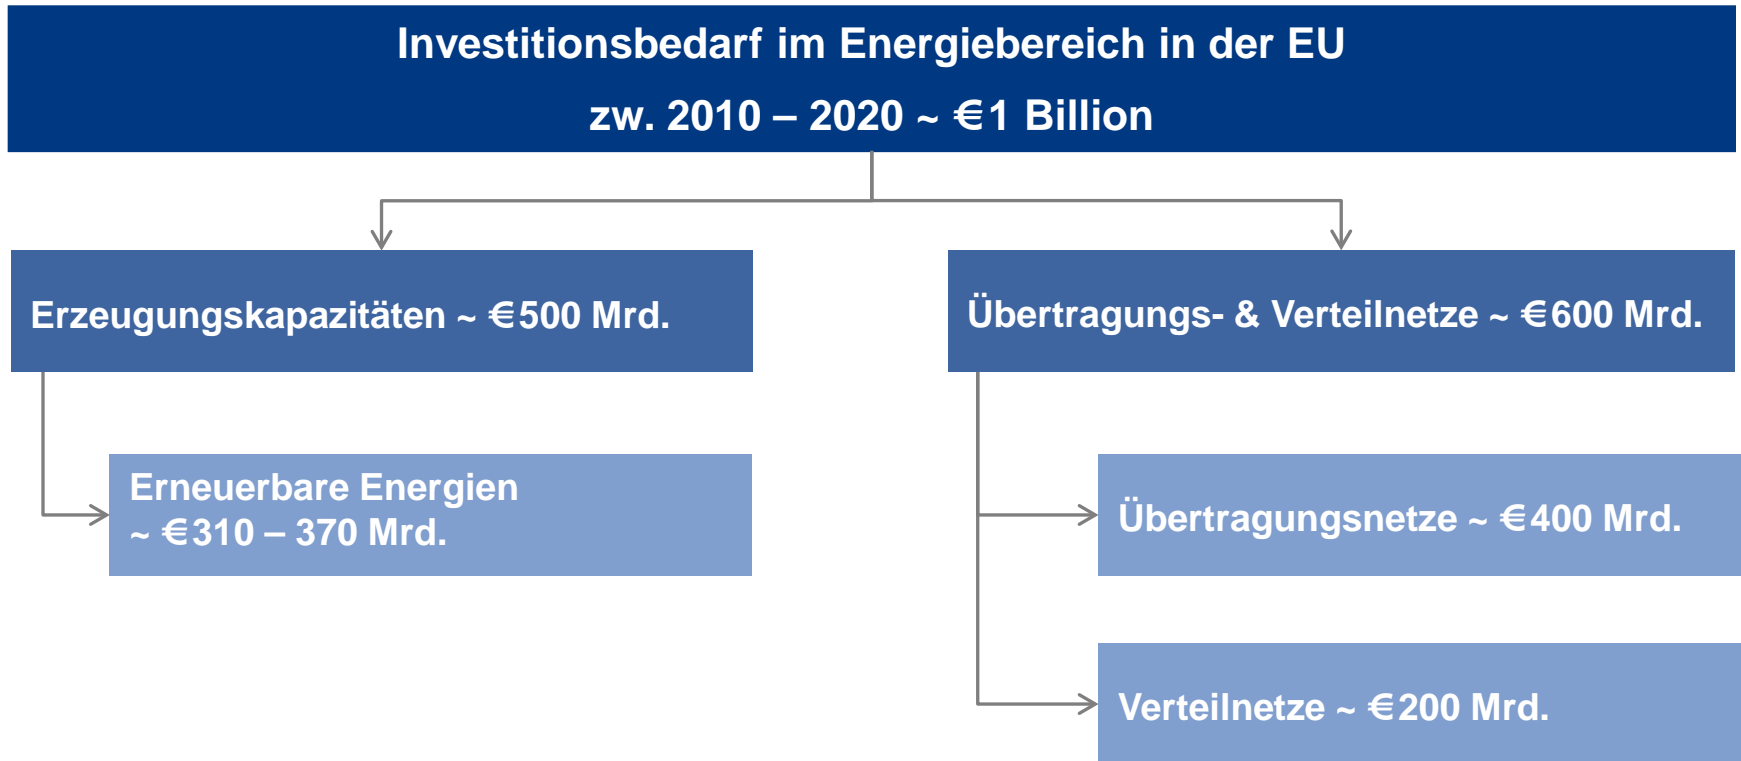 Investitionsbedarf im Energiebereich in der EU
zw. 2010 – 2020 ~ €1 Billion
Erzeugungskapazitäten ~ €500 Mrd.
Übertragungs- & Verteilnetze ~ €600 Mrd.
Erneuerbare Energien
~ €310 – 370 Mrd.
Übertragungsnetze ~ €400 Mrd.
Verteilnetze ~ €200 Mrd.